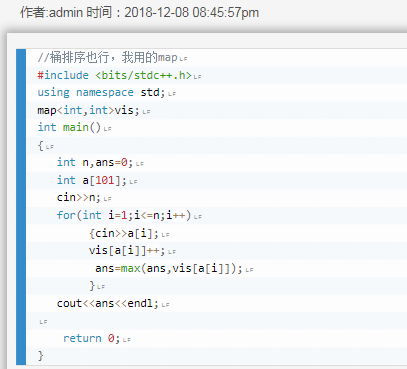 作者:admin 时间：2018-12-08 08:45:57pm
//桶排序也行，我用的map
#include <bits/stdc++.h>
using namespace std;
map<int,int>vis;
int main()
{
   int n,ans=0;
   int a[101];
   cin>>n;
   for(int i=1;i<=n;i++)
        {cin>>a[i];
        vis[a[i]]++;
         ans=max(ans,vis[a[i]]);
        }
   cout<<ans<<endl;

    return 0;
}